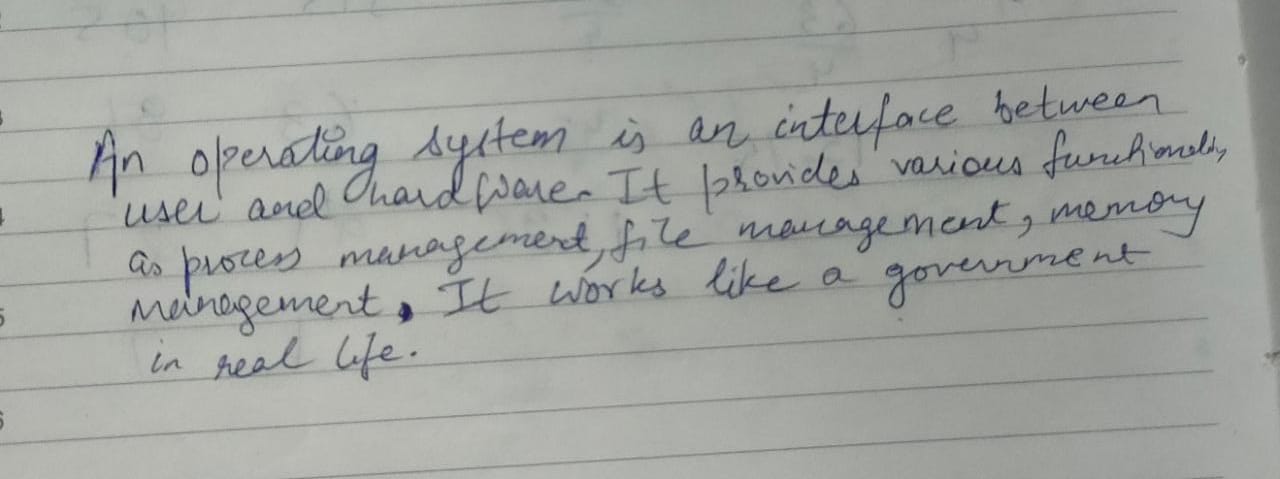 An operating system is an interface between
user and hardware. It provides various functionality
as process management, file management, memory
management. It works like a government
in real life.